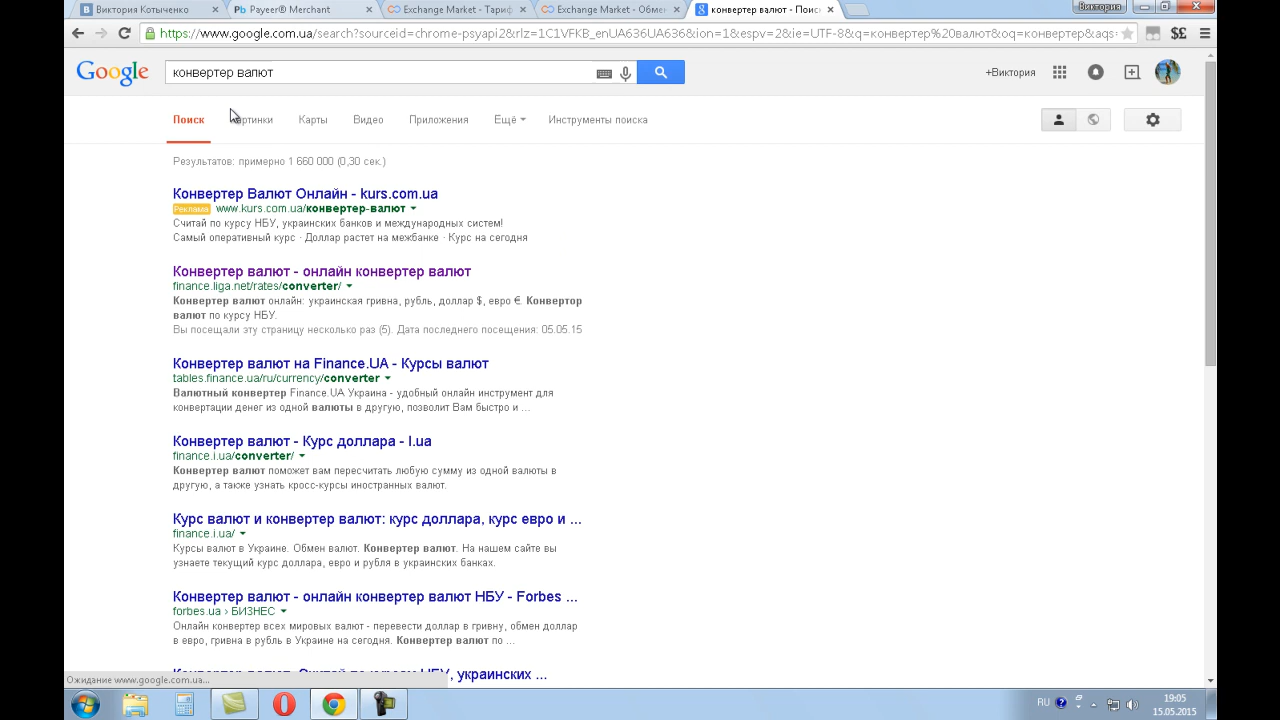 Виктория Котыченко
Payeer® Merchant
Exchange Market - Тариф
Exchange Market - Обмен
конвертер валют - Поис
Виктория
https://www.google.com.ua/search?sourceid=chrome-psyapi2&rlz=1C1VFKB_enUA636UA636&ion=1&espv=2&ie=UTF-8&q=конвертер%20валют&oq=конвертер&aqs
$€
Google
конвертер валют
+Виктория
Поиск
Картинки
Карты
Видео
Приложения
Ещё
Инструменты поиска
Результатов: примерно 1 660 000 (0,30 сек.)
Конвертер Валют Онлайн - kurs.com.ua
Реклама www.kurs.com.ua/конвертер-валют
Считай по курсу НБУ, украинских банков и международных систем!
Самый оперативный курс · Доллар растет на межбанке · Курс на сегодня
Конвертер валют - онлайн конвертер валют
finance.liga.net/rates/converter/
Конвертер валют онлайн: украинская гривна, рубль, доллар $, евро €. Конвертор
валют по курсу НБУ.
Вы посещали эту страницу несколько раз (5). Дата последнего посещения: 05.05.15
Конвертер валют на Finance.UA - Курсы валют
tables.finance.ua/ru/currency/converter
Валютный конвертер Finance.UA Украина - удобный онлайн инструмент для
конвертации денег из одной валюты в другую, позволит Вам быстро и ...
Конвертер валют - Курс доллара - I.ua
finance.i.ua/converter/
Конвертер валют поможет вам пересчитать любую сумму из одной валюты в
другую, а также узнать кросс-курсы иностранных валют.
Курс валют и конвертер валют: курс доллара, курс евро и ...
finance.i.ua/
Курсы валют в Украине. Обмен валют. Конвертер валют. На нашем сайте вы
узнаете текущий курс доллара, евро и рубля в украинских банках.
Конвертер валют - онлайн конвертер валют НБУ - Forbes ...
forbes.ua › БИЗНЕС
Онлайн конвертер всех мировых валют - перевести доллар в гривну, обмен доллар
в евро, гривна в рубль в Украине на сегодня. Конвертер валют по ...
Конвертер валют. Считай по курсам НБУ, украинских ...
Ожидание www.kurs.com.ua...
RU
19:05
15.05.2015